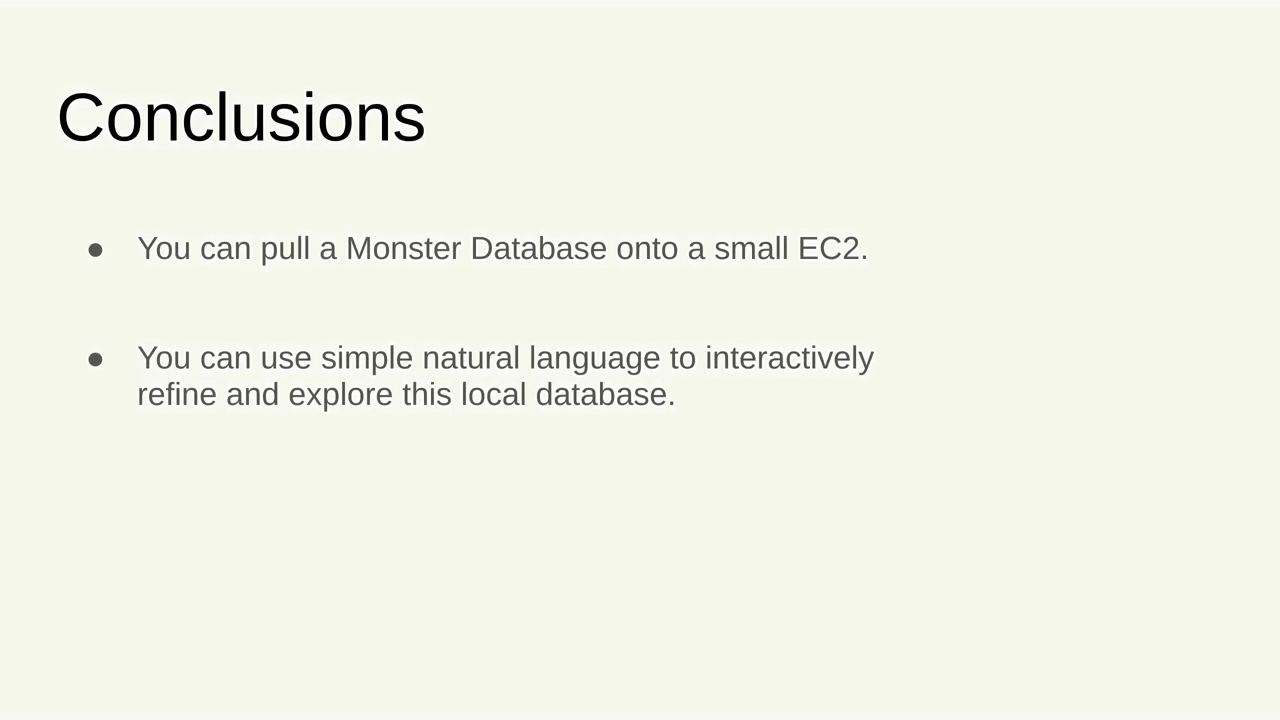 Conclusions
● You can pull a Monster Database onto a small EC2.
● You can use simple natural language to interactively
refine and explore this local database.